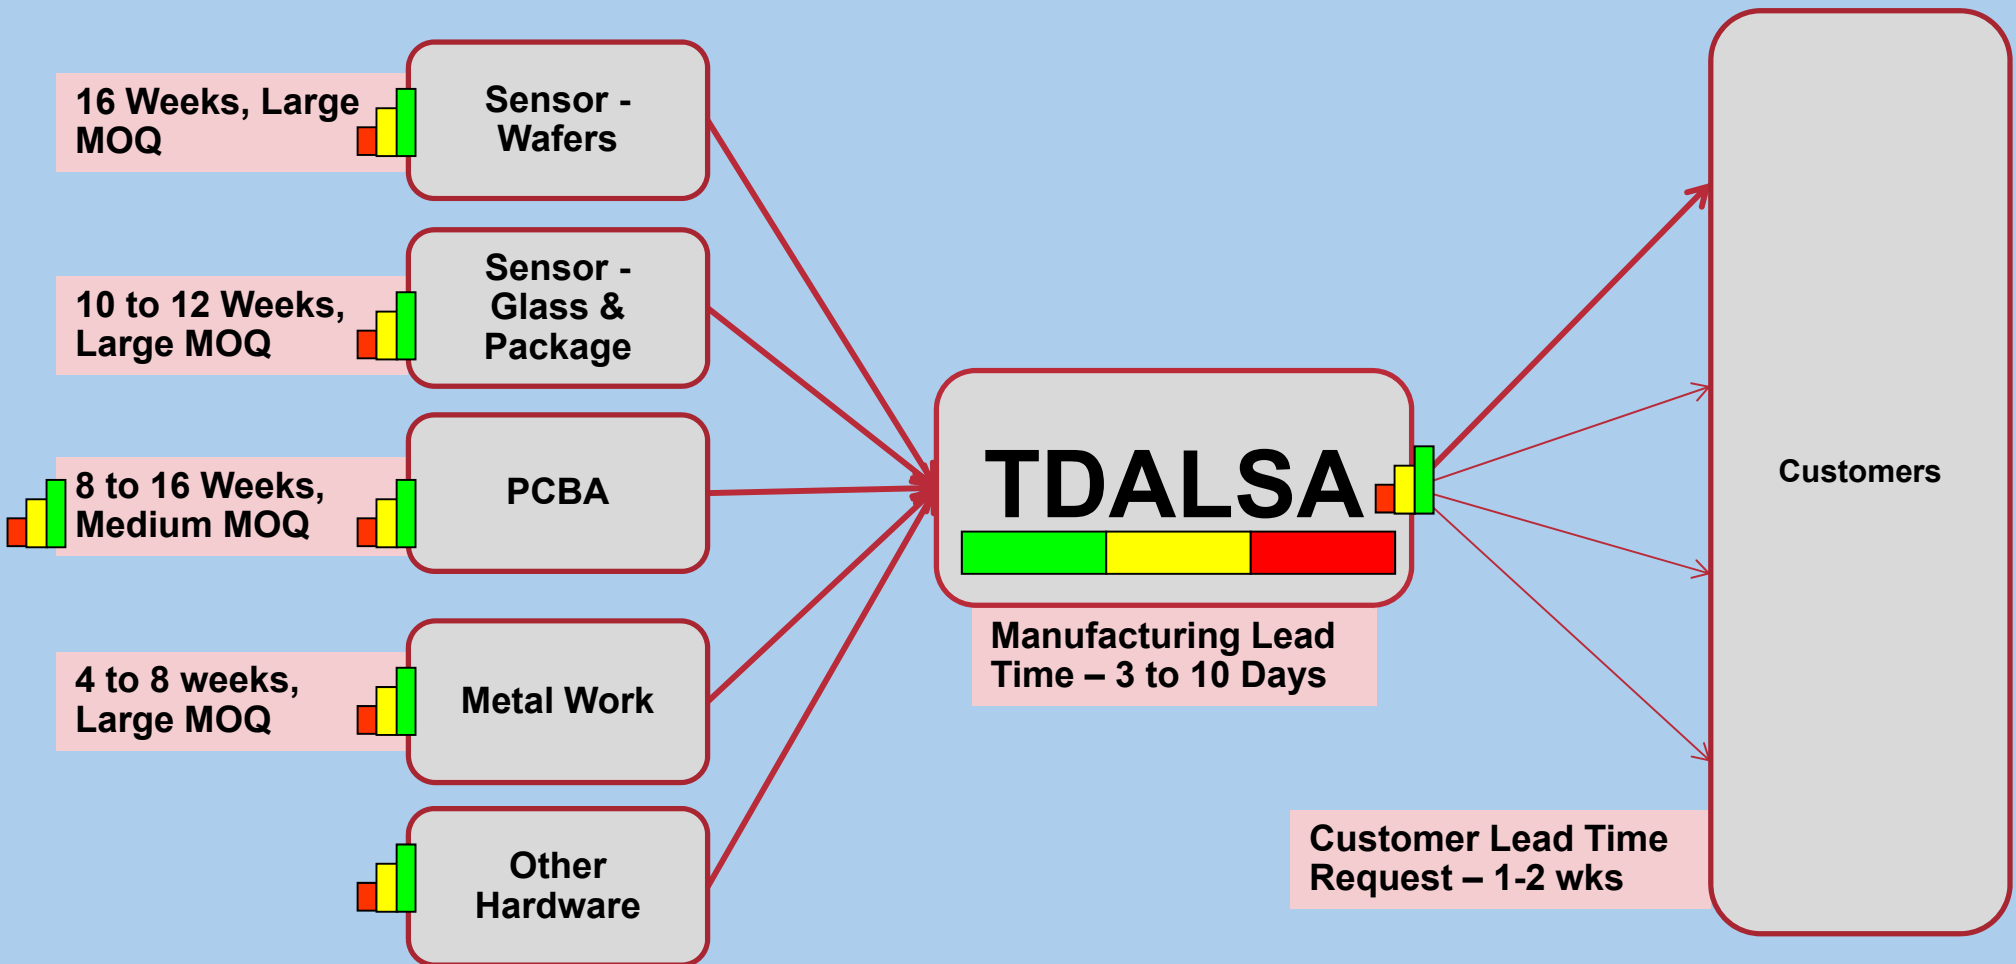 16 Weeks, Large
MOQ
Sensor -
Wafers
10 to 12 Weeks,
Large MOQ
Sensor -
Glass &
Package
8 to 16 Weeks,
Medium MOQ
PCBA
4 to 8 weeks,
Large MOQ
Metal Work
Other
Hardware
TDALSA
Manufacturing Lead
Time – 3 to 10 Days
Customers
Customer Lead Time
Request – 1-2 wks